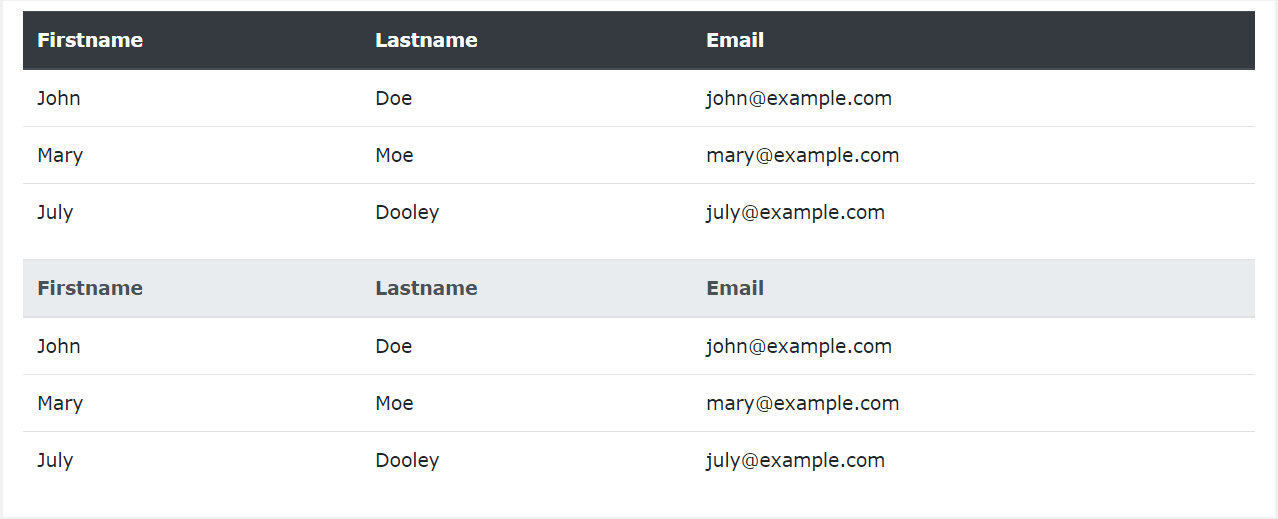 Firstname Lastname Email
John Doe john@example.com
Mary Moe mary@example.com
July Dooley july@example.com
Firstname Lastname Email
John Doe john@example.com
Mary Moe mary@example.com
July Dooley july@example.com